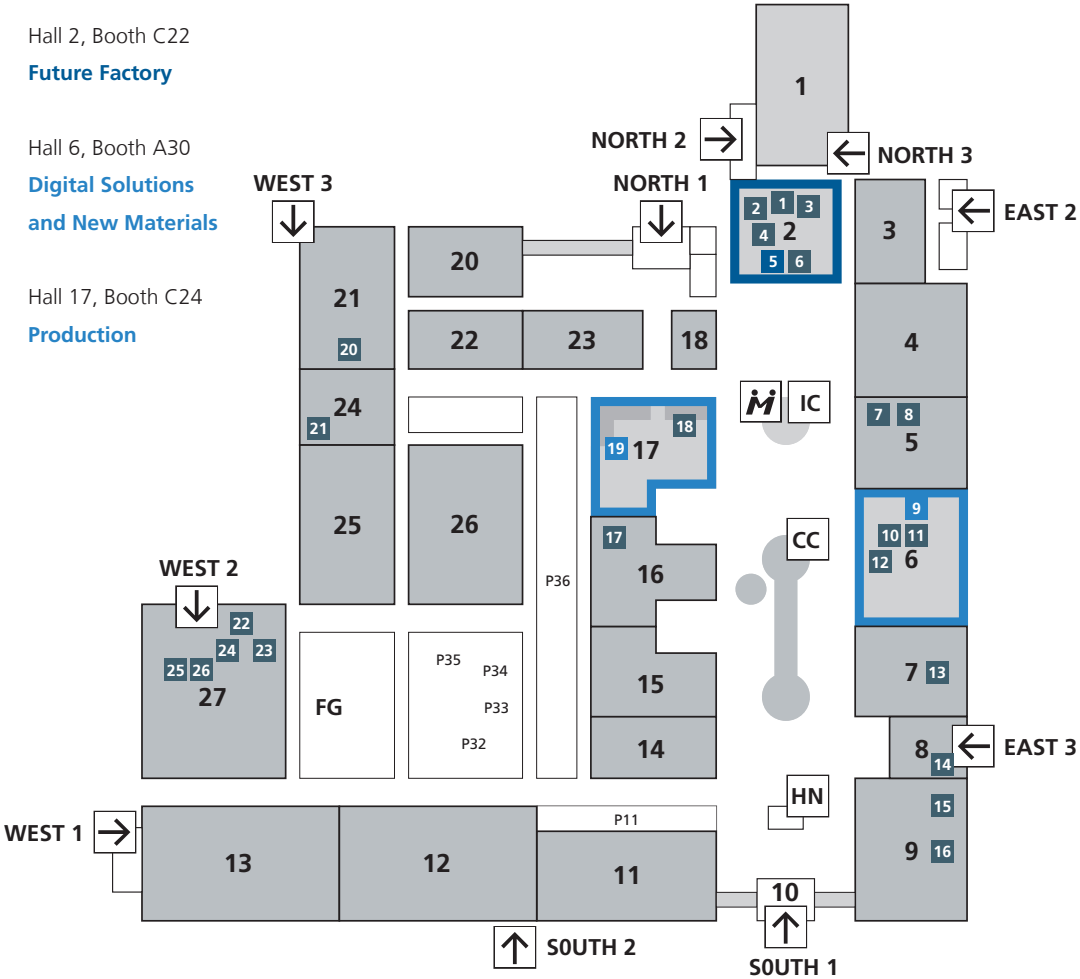 Hall 2, Booth C22
Future Factory
Hall 6, Booth A30
Digital Solutions
and New Materials
Hall 17, Booth C24
Production
1
NORTH 2
NORTH 3
WEST 3
NORTH 1
2 1 3
4 2
5 6
3
EAST 2
20
21
20
22
23
18
4
24
21
IC
7 8
5
18
19 17
25
26
17
16
CC
9
10 11
12 6
P36
WEST 2
22
24 23
25 26
27
FG
P35
P34
P33
P32
15
14
7 13
8
14
EAST 3
HN
WEST 1
13
12
P11
11
10
15
9 16
S0UTH 2
S0UTH 1